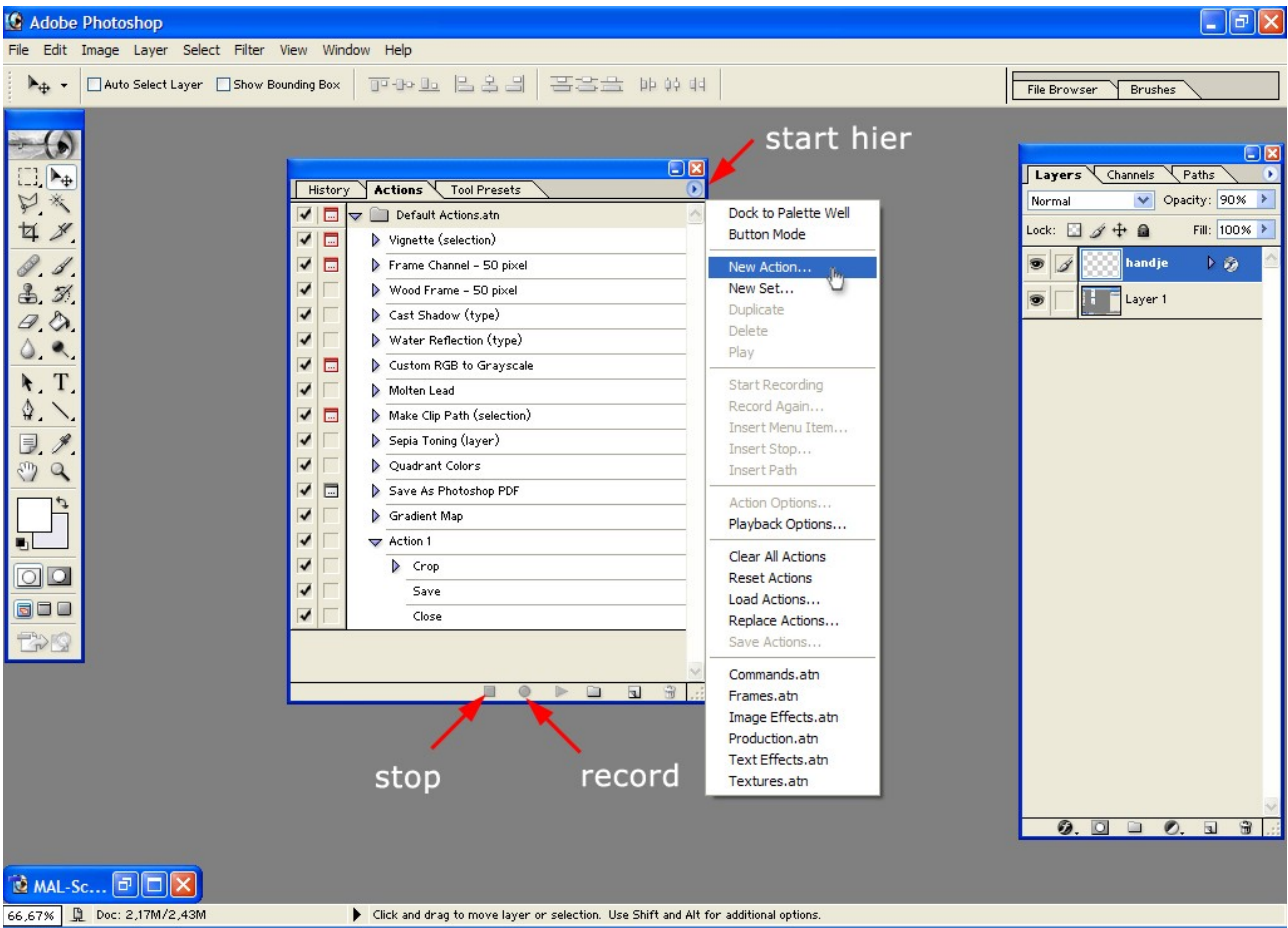 Adobe Photoshop
File Edit Image Layer Select Filter View Window Help
Auto Select Layer Show Bounding Box
File Browser Brushes
start hier
History Actions Tool Presets
Default Actions.atn
Vignette (selection)
Frame Channel - 50 pixel
Wood Frame - 50 pixel
Cast Shadow (type)
Water Reflection (type)
Custom RGB to Grayscale
Molten Lead
Make Clip Path (selection)
Sepia Toning (layer)
Quadrant Colors
Save As Photoshop PDF
Gradient Map
Action 1
Crop
Save
Close
stop
record
Dock to Palette Well
Button Mode
New Action...
New Set...
Duplicate
Delete
Play
Start Recording
Record Again...
Insert Menu Item...
Insert Stop...
Insert Path
Action Options...
Playback Options...
Clear All Actions
Reset Actions
Load Actions...
Replace Actions...
Save Actions...
Commands.atn
Frames.atn
Image Effects.atn
Production.atn
Text Effects.atn
Textures.atn
Layers Channels Paths
Normal Opacity: 90%
Lock: Fill: 100%
handje
Layer 1
MAL-Sc...
66,67% Doc: 2,17M/2,43M Click and drag to move layer or selection. Use Shift and Alt for additional options.